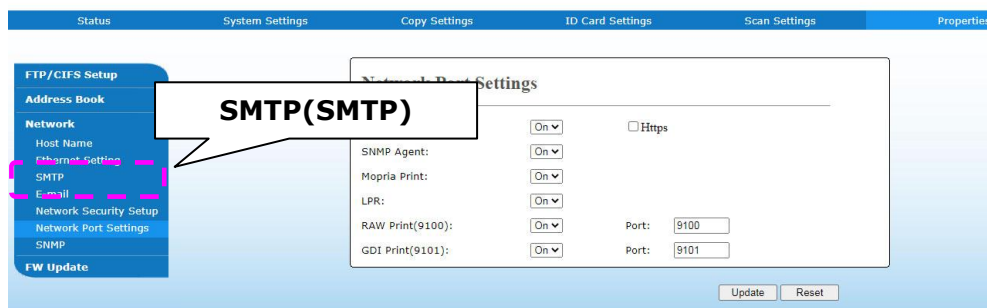 Status System Settings Copy Settings ID Card Settings Scan Settings Properties
FTP/CIFS Setup
Address Book
Network
Host Name
Ethernet Setting
SMTP
E-mail
Network Security Setup
Network Port Settings
SNMP
FW Update
SMTP(SMTP)
Network Port Settings
On Https
SNMP Agent: On
Mopria Print: On
LPR: On
RAW Print(9100): On Port: 9100
GDI Print(9101): On Port: 9101
Update Reset